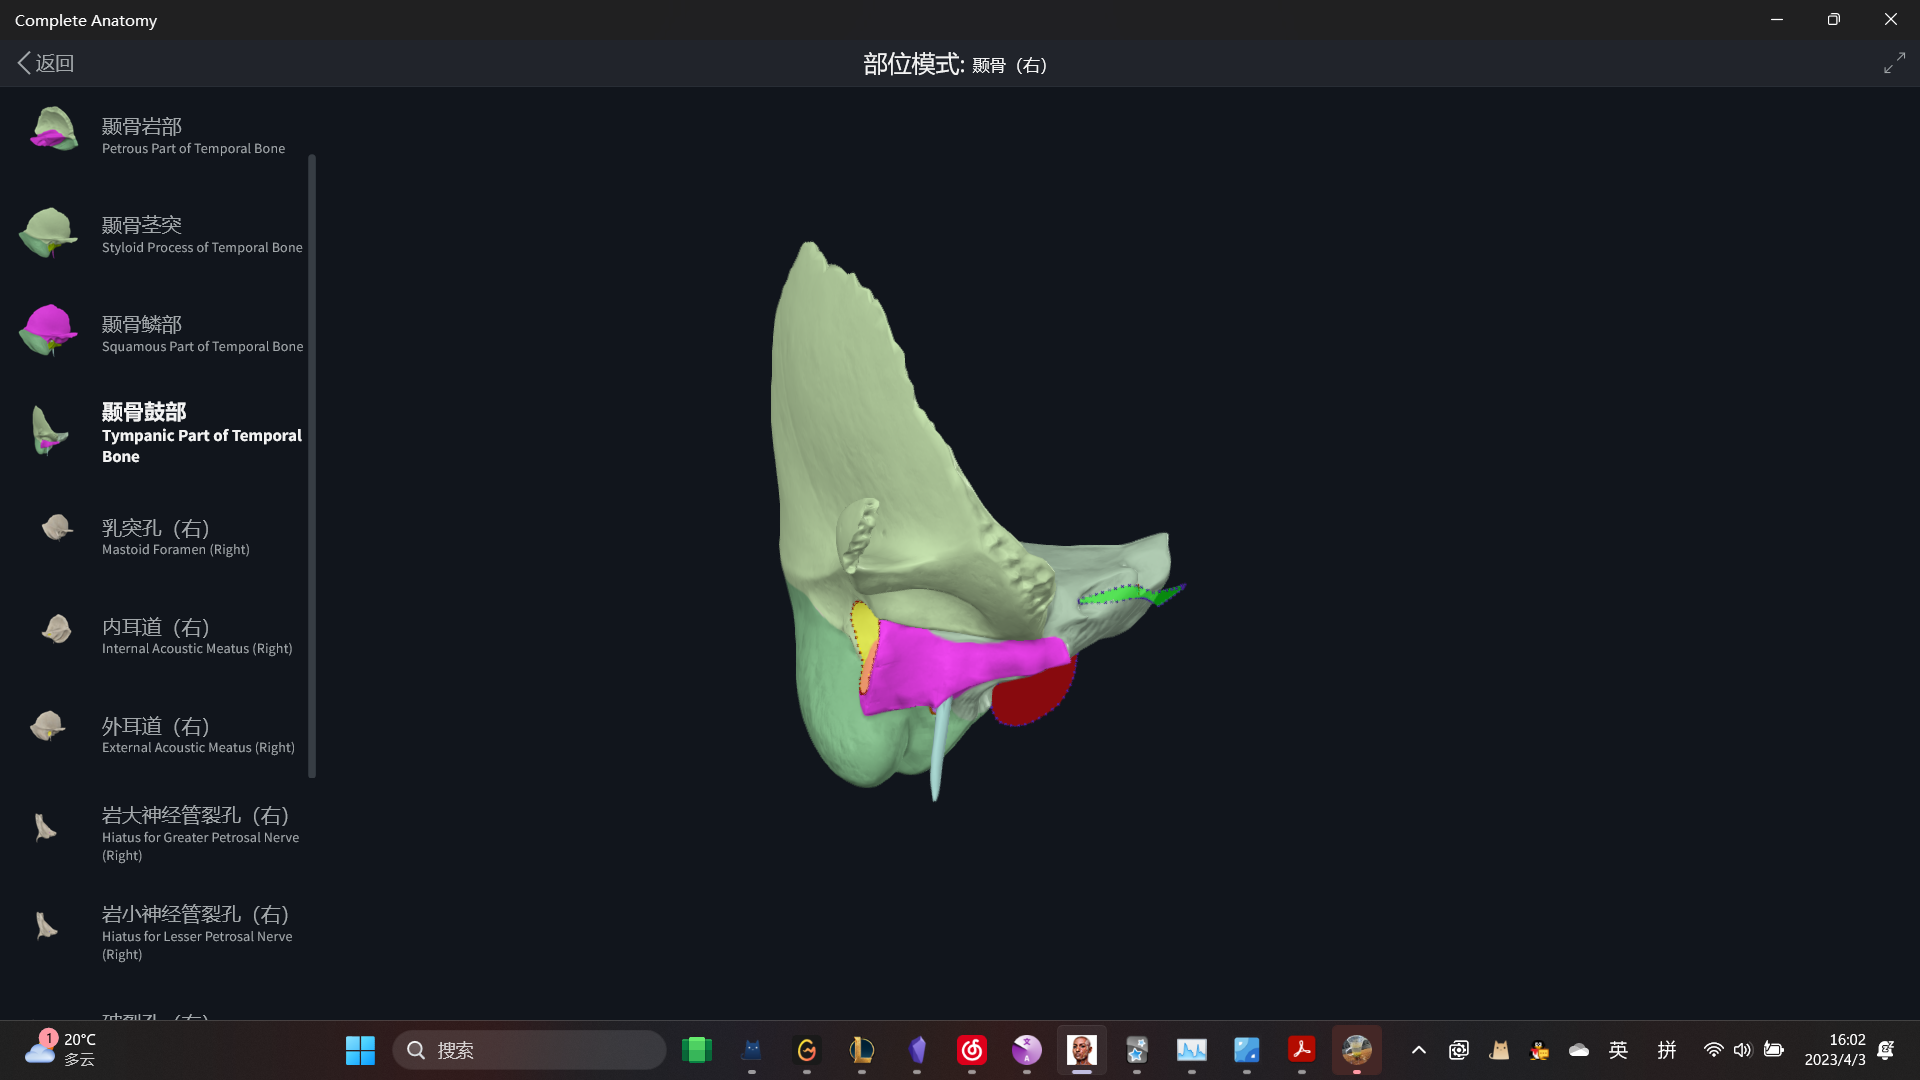 Complete Anatomy
返回
部位模式: 颞骨（右）
颞骨岩部
Petrous Part of Temporal Bone
颞骨茎突
Styloid Process of Temporal Bone
颞骨鳞部
Squamous Part of Temporal Bone
颞骨鼓部
Tympanic Part of Temporal
Bone
乳突孔（右）
Mastoid Foramen (Right)
内耳道（右）
Internal Acoustic Meatus (Right)
外耳道（右）
External Acoustic Meatus (Right)
岩大神经管裂孔（右）
Hiatus for Greater Petrosal Nerve
(Right)
岩小神经管裂孔（右）
Hiatus for Lesser Petrosal Nerve
(Right)
破裂孔（右）
1
20°C
多云
搜索
英
拼
16:02
2023/4/3